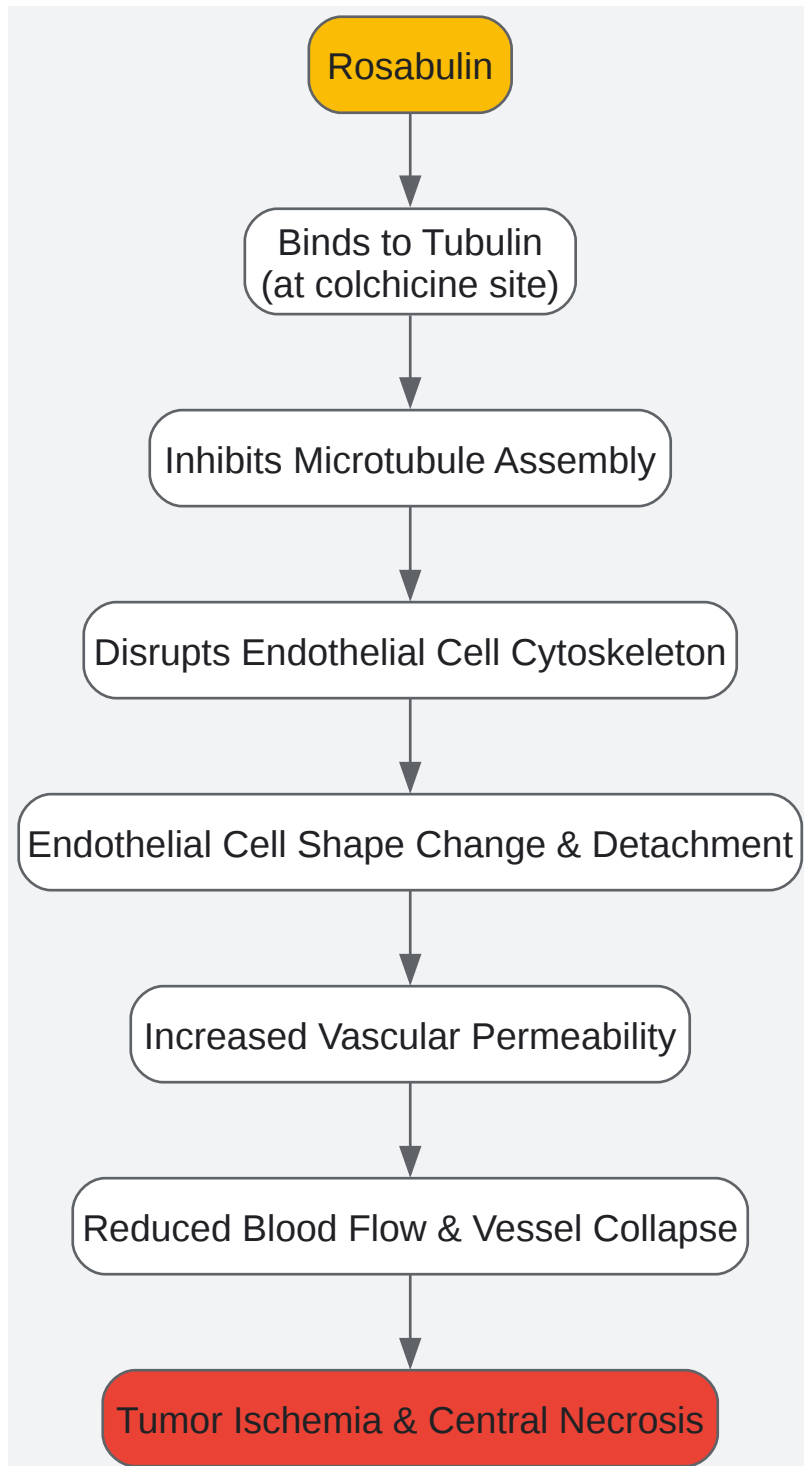 Rosabulin
Binds to Tubulin
(at colchicine site)
Inhibits Microtubule Assembly
Disrupts Endothelial Cell Cytoskeleton
Endothelial Cell Shape Change & Detachment
Increased Vascular Permeability
Reduced Blood Flow & Vessel Collapse
Tumor Ischemia & Central Necrosis